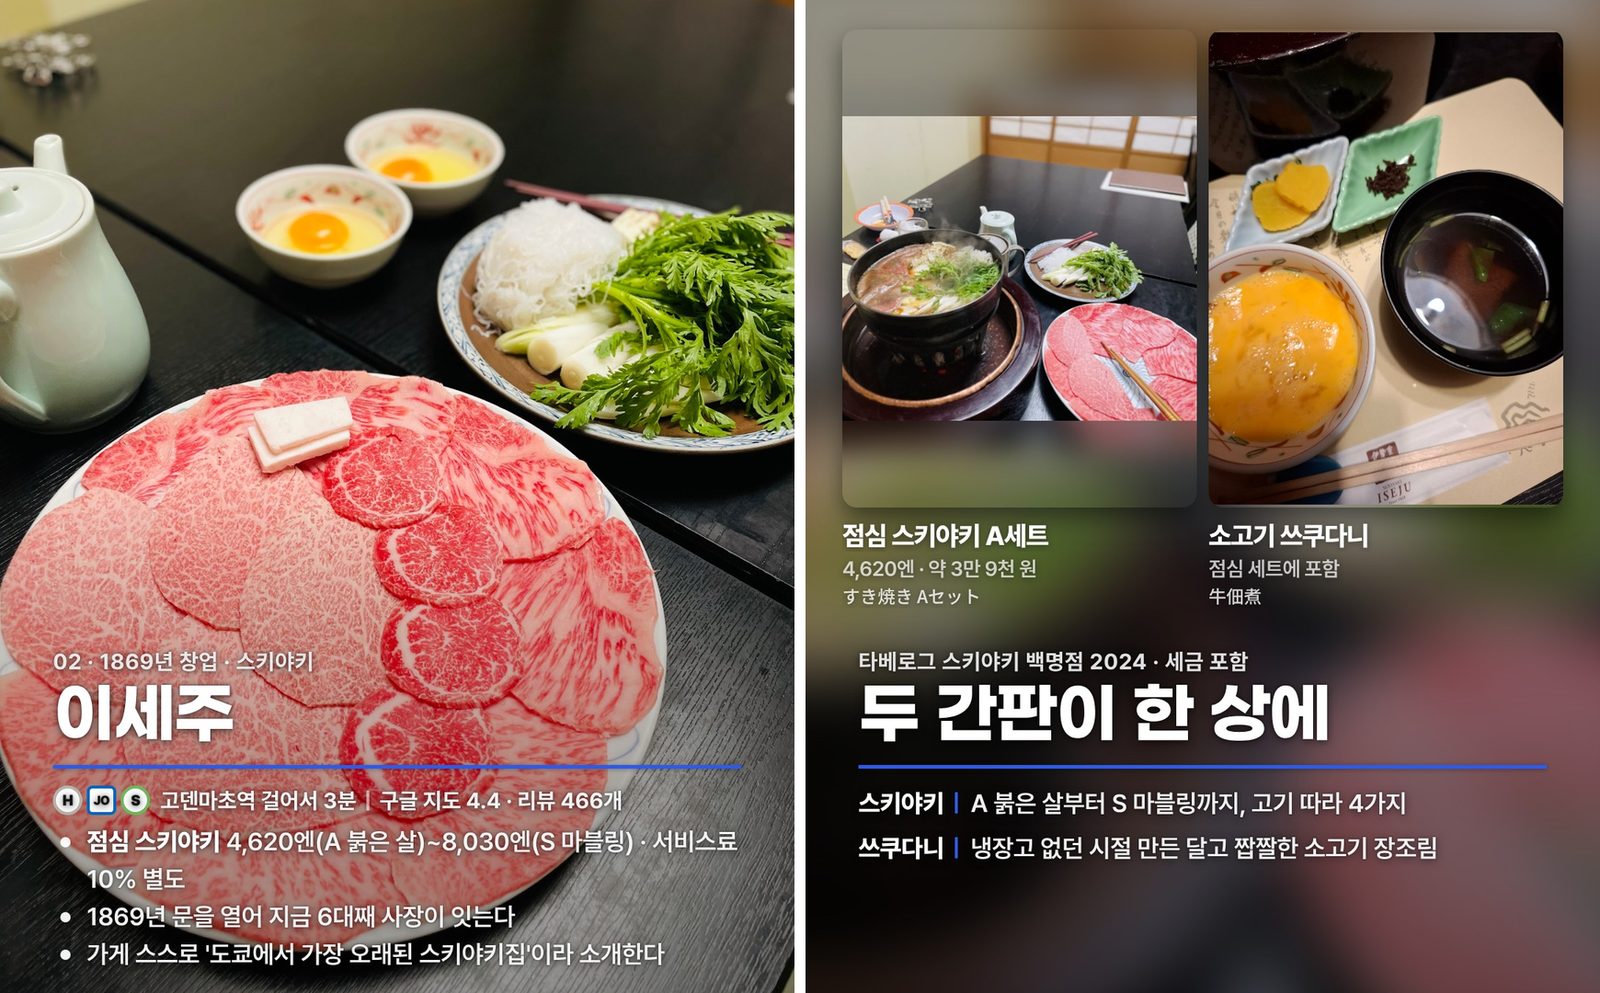 02 · 1869년 창업 · 스키야키
이세주
H JO S 고덴마초역 걸어서 3분 | 구글 지도 4.4 · 리뷰 466개
• 점심 스키야키 4,620엔(A 붉은 살)~8,030엔(S 마블링) · 서비스료
10% 별도
• 1869년 문을 열어 지금 6대째 사장이 잇는다
• 가게 스스로 '도쿄에서 가장 오래된 스키야키집'이라 소개한다
ISEJU
점심 스키야키 A세트
4,620엔 · 약 3만 9천 원
すき焼き Aセット
소고기 쓰쿠다니
점심 세트에 포함
牛佃煮
타베로그 스키야키 백명점 2024 · 세금 포함
두 간판이 한 상에
스키야키 | A 붉은 살부터 S 마블링까지, 고기 따라 4가지
쓰쿠다니 | 냉장고 없던 시절 만든 달고 짭짤한 소고기 장조림